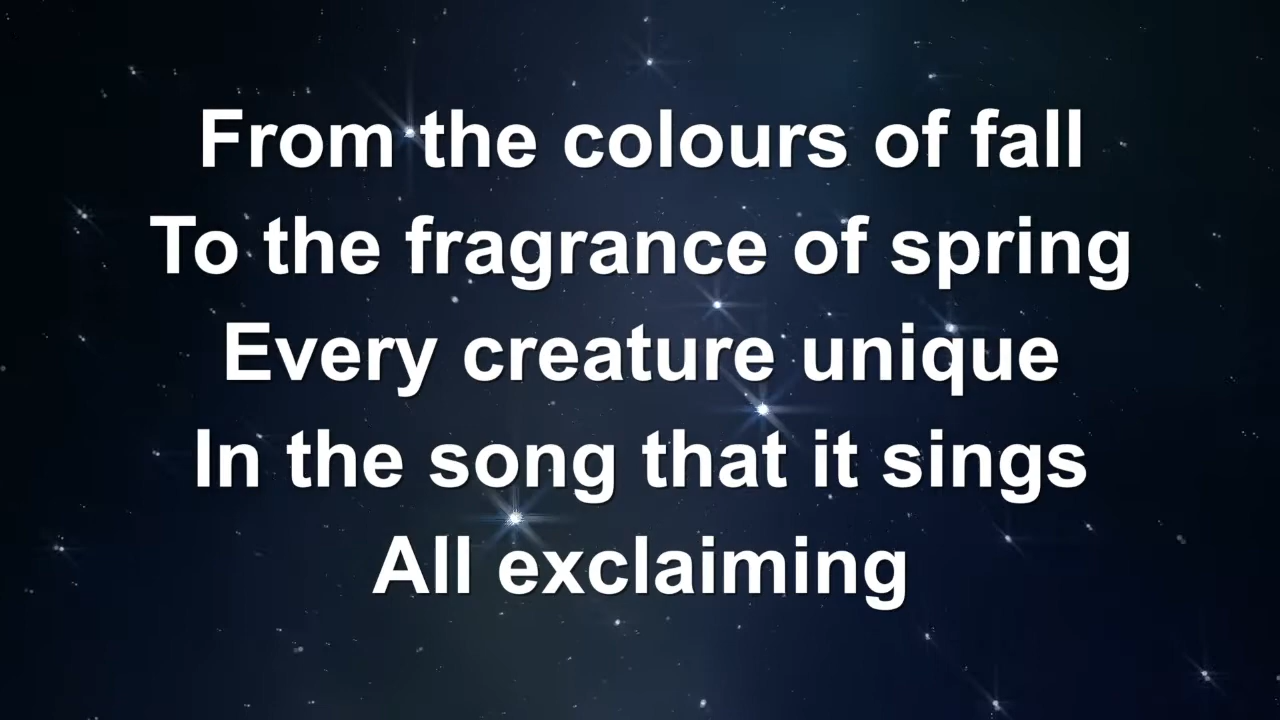 From the colours of fall
To the fragrance of spring
Every creature unique
In the song that it sings
All exclaiming